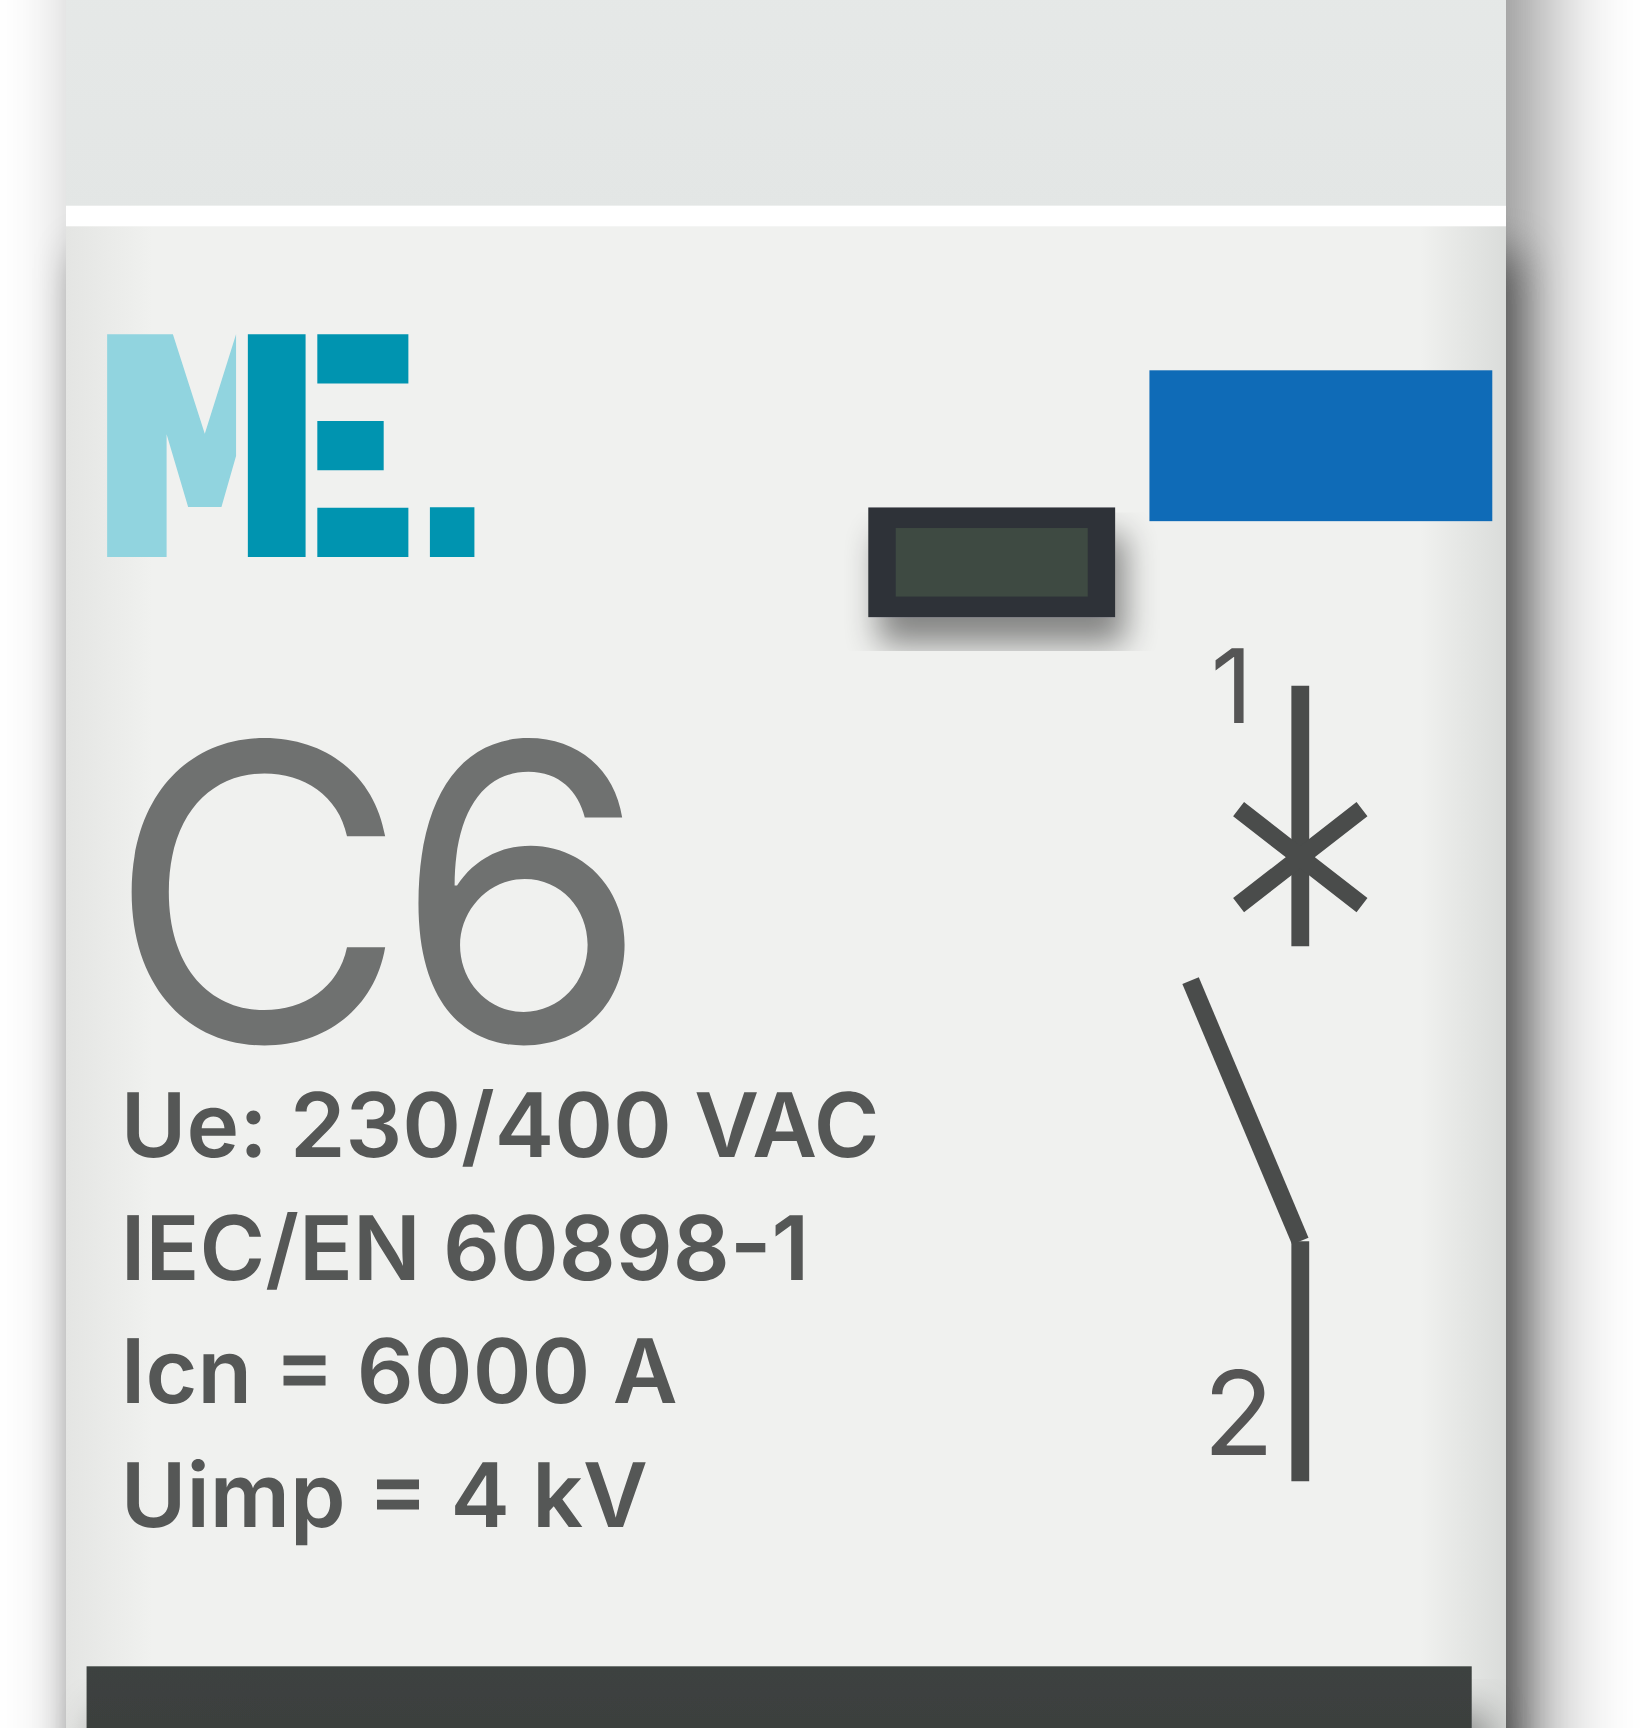 ME.
1
C6
Ue: 230/400 VAC
IEC/EN 60898-1
Icn = 6000 A
2
Uimp = 4 kV